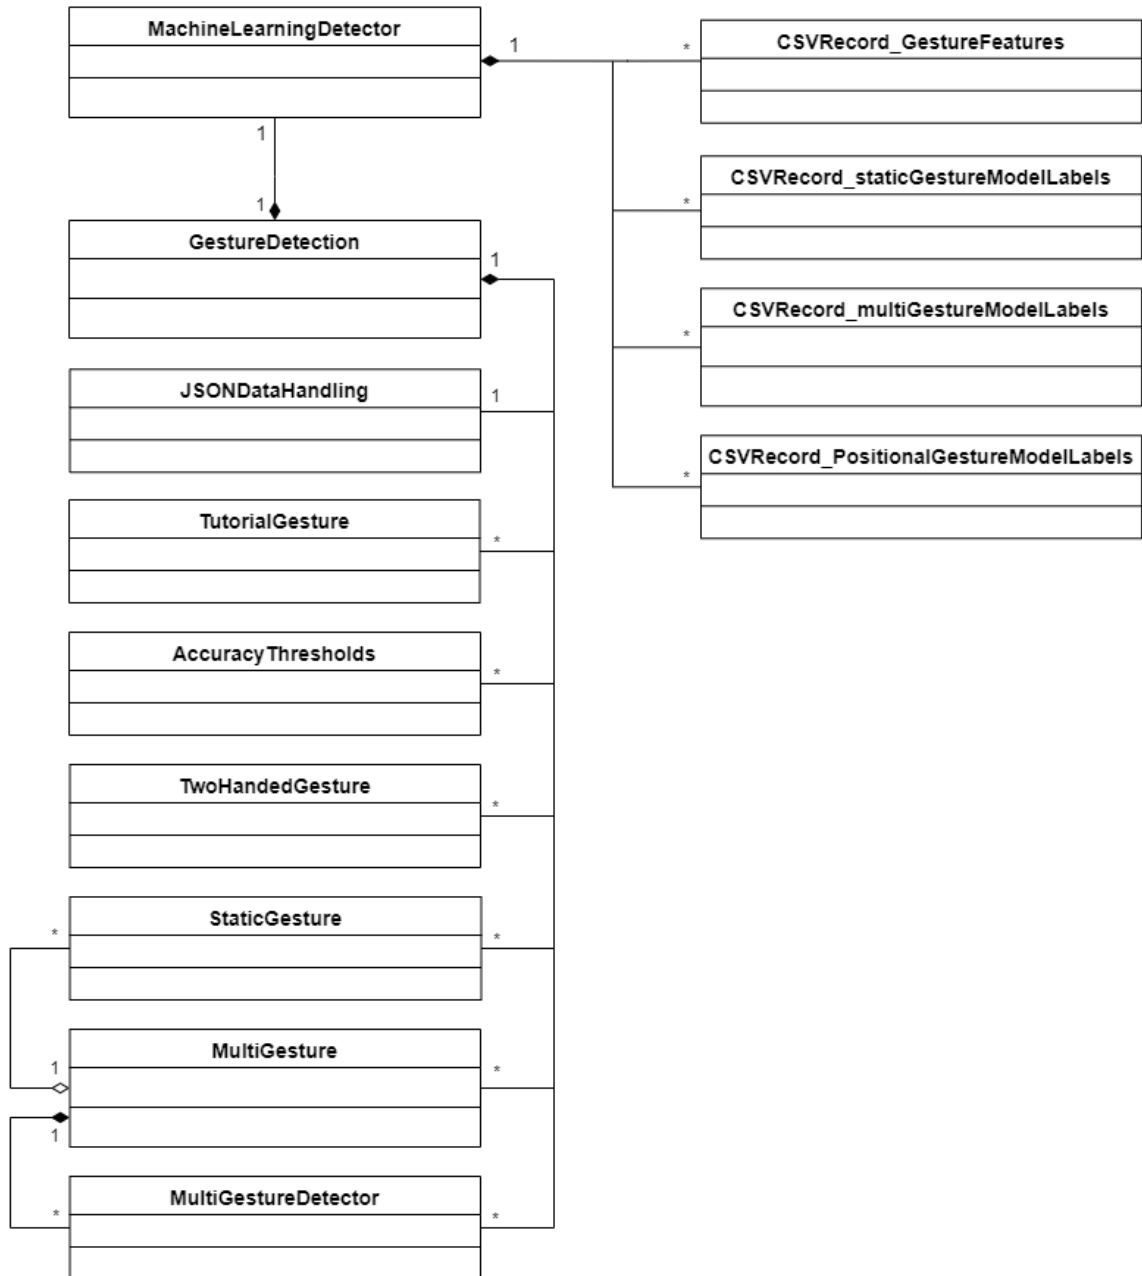 MachineLearningDetector
1
*
CSVRecord_GestureFeatures
1
1
CSVRecord_staticGestureModelLabels
*
GestureDetection
1
CSVRecord_multiGestureModelLabels
*
JSONDataHandling
1
CSVRecord_PositionalGestureModelLabels
*
TutorialGesture
*
AccuracyThresholds
*
TwoHandedGesture
*
StaticGesture
*
*
MultiGesture
1
*
1
MultiGestureDetector
*
*